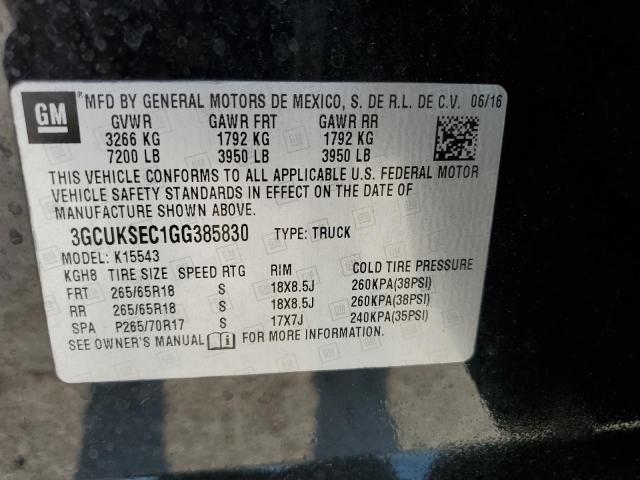 GM
MFD BY GENERAL MOTORS DE MEXICO, S. DE R.L. DE C.V. 06/16
GVWR GAWR FRT GAWR RR
3266 KG 1792 KG 1792 KG
7200 LB 3950 LB 3950 LB
THIS VEHICLE CONFORMS TO ALL APPLICABLE U.S. FEDERAL MOTOR
VEHICLE SAFETY STANDARDS IN EFFECT ON THE DATE OF
MANUFACTURE SHOWN ABOVE.
3GCUKSEC1GG385830 TYPE: TRUCK
MODEL: K15543
KGH8 TIRE SIZE SPEED RTG RIM COLD TIRE PRESSURE
FRT 265/65R18 S 18X8.5J 260KPA(38PSI)
RR 265/65R18 S 18X8.5J 260KPA(38PSI)
SPA P265/70R17 S 17X7J 240KPA(35PSI)
SEE OWNER'S MANUAL FOR MORE INFORMATION.